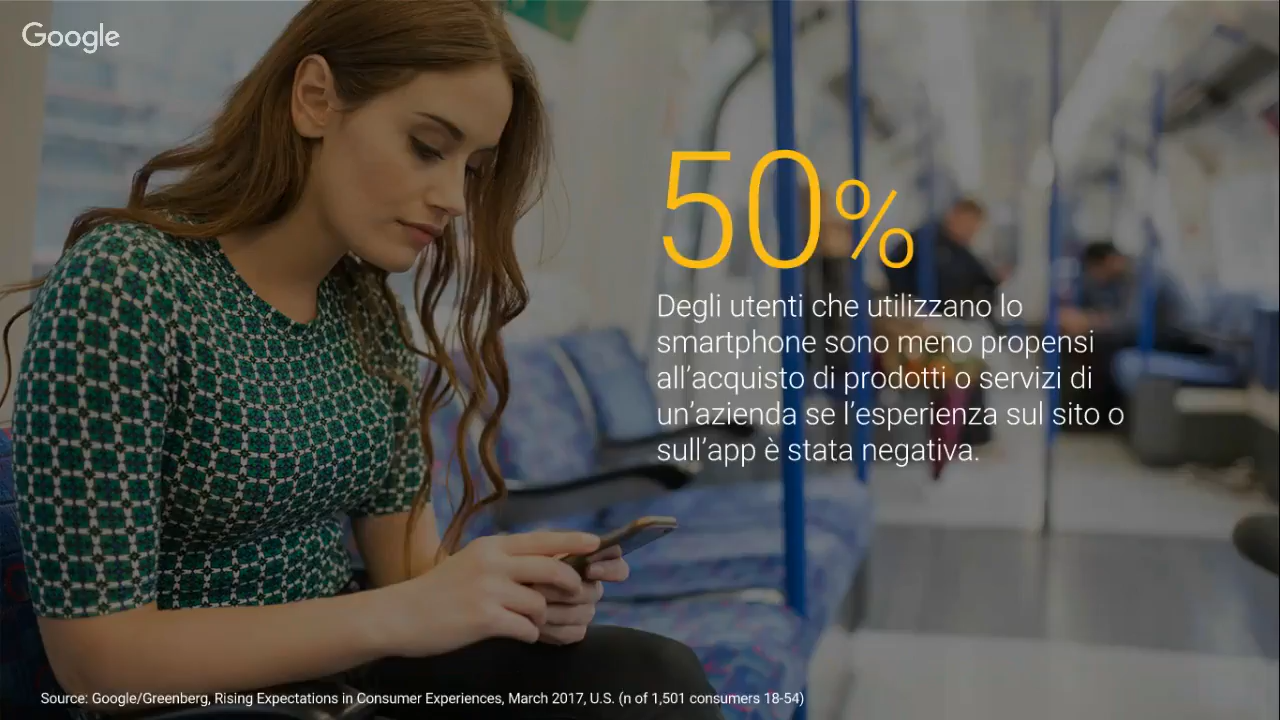 Google
50%
Degli utenti che utilizzano lo
smartphone sono meno propensi
all’acquisto di prodotti o servizi di
un’azienda se l’esperienza sul sito o
sull’app è stata negativa.
Source: Google/Greenberg, Rising Expectations in Consumer Experiences, March 2017, U.S. (n of 1,501 consumers 18-54)